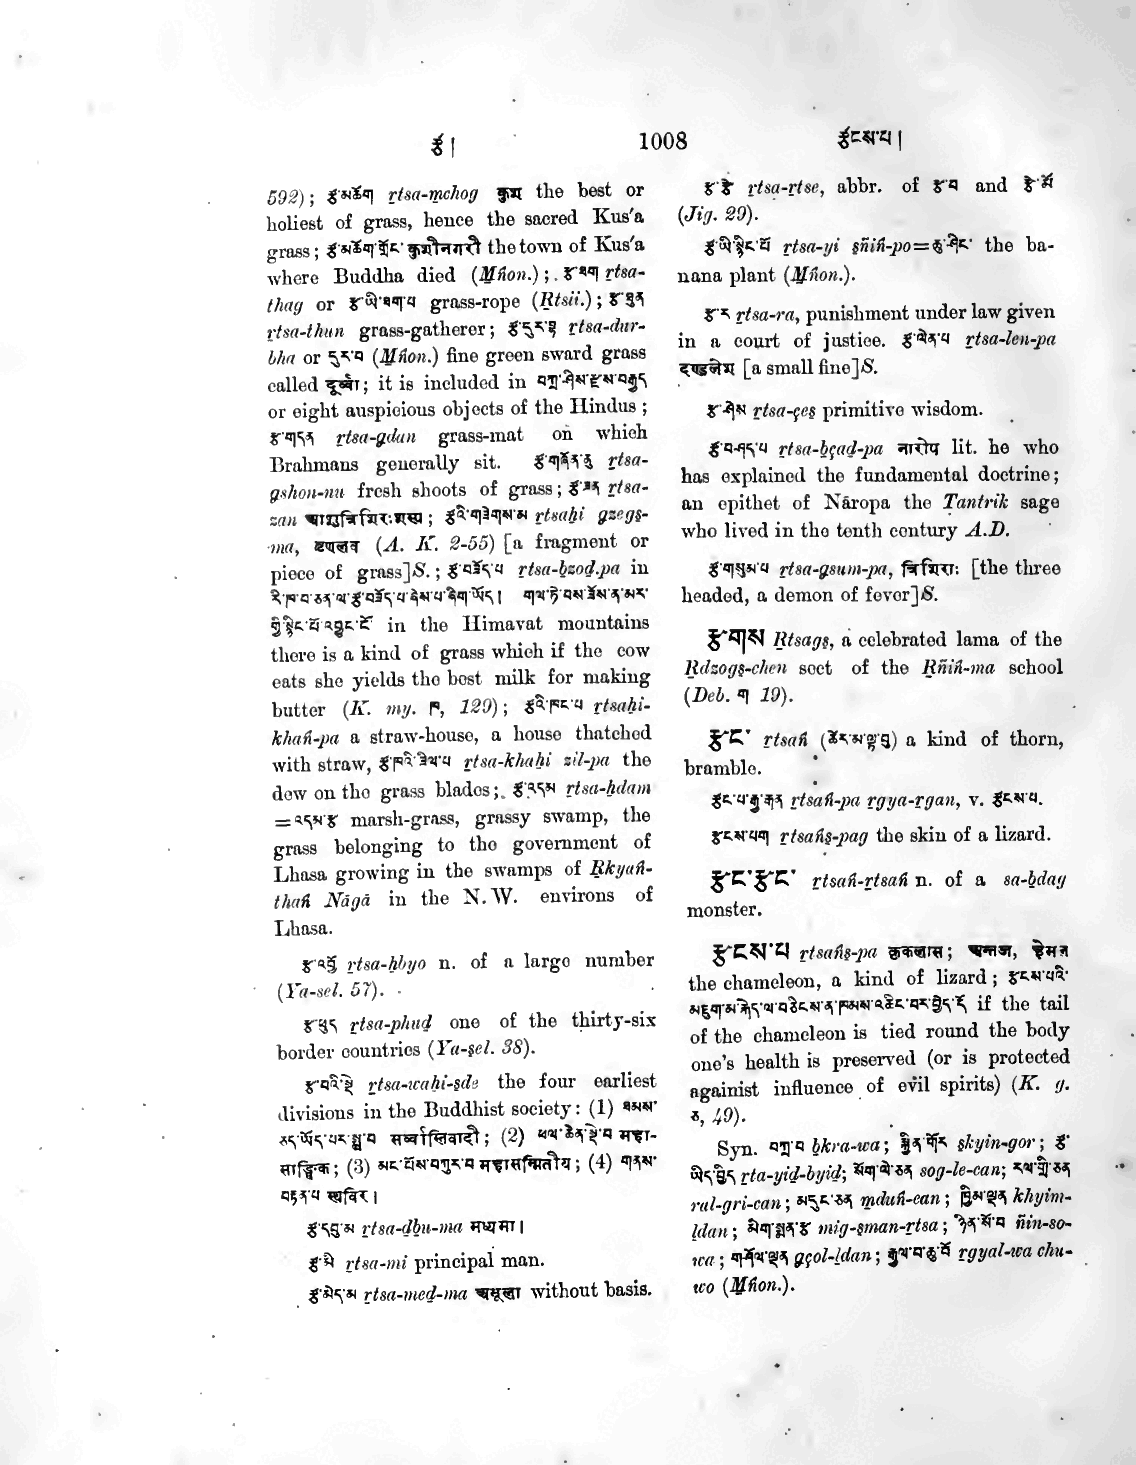 རྩྭ།
1008
རྩངས་པ།
592); རྩྭ་མཆོག rtsa-mchog कुश the best or
holiest of grass, hence the sacred Kus'a
grass; རྩྭ་མཆོག་གྲོང་ कुशीनगरी the town of Kus'a
where Buddha died (Mṅon.); རྩྭ་ཐག rtsa-
thag or རྩྭ་ཡི་ཐག་པ grass-rope (Rtsii.); རྩྭ་ཐུན
rtsa-thun grass-gatherer; རྩྭ་དུར་བྷ rtsa-dur-
bha or དུར་བ (Mṅon.) fine green sward grass
called दूर्व्वा; it is included in བཀྲ་ཤིས་རྫས་བརྒྱད
or eight auspicious objects of the Hindus;
རྩྭ་གདན rtsa-gdan grass-mat on which
Brahmans generally sit. རྩྭ་གཞོན་ནུ rtsa-
gshon-nu fresh shoots of grass; རྩྭ་ཟན rtsa-
zan; རྩྭའི་གཟེགས་མ rtsaḥi gzegs-
ma, (A. K. 2-55) [a fragment or
piece of grass]S.; རྩྭ་བཟོད་པ rtsa-bzod-pa in
རི་ཁ་བ་ཅན་ལ་རྩྭ་བཟོད་པ་ཞེས་པ་ཞིག་ཡོད། གལ་ཏེ་བས་ཟོས་ན་མར་
གྱི་སྙིང་པོ་འབྱུང་ངོ in the Himavat mountains
there is a kind of grass which if the cow
eats she yields the best milk for making
butter (K. my. ཁ, 129); རྩྭའི་ཁང་པ rtsaḥi-
khaṅ-pa a straw-house, a house thatched
with straw, རྩྭ་ཁའི་ཟིལ་པ rtsa-khaḥi zil-pa the
dew on the grass blades; རྩྭ་འདམ rtsa-ḥdam
=འདམ་རྩྭ marsh-grass, grassy swamp, the
grass belonging to the government of
Lhasa growing in the swamps of Rkyaṅ-
thaṅ Nāgā in the N.W. environs of
Lhasa.
རྩ་འབྱོ rtsa-ḥbyo n. of a large number
(Ya-sel. 57).
རྩ་ཕུད rtsa-phud one of the thirty-six
border countries (Ya-sel. 38).
རྩ་བའི་སྡེ rtsa-waḥi-sde the four earliest
divisions in the Buddhist society: (1) ཐམས་
ཅད་ཡོད་པར་སྨྲ་བ सर्व्वास्तिवादी; (2) ཕལ་ཆེན་སྡེ་པ महा-
साङ्घिक; (3) མང་པོས་བཀུར་བ महासम्मितीय; (4) གནས་
བརྟན་པ स्थविर।
རྩ་དབུ་མ rtsa-dbu-ma मध्यमा।
རྩ་མི rtsa-mi principal man.
རྩ་མེད་མ rtsa-med-ma अमूला without basis.
རྩ་རྩེ rtsa-rtse, abbr. of རྩ་བ and རྩེ་མོ
(Jig. 29).
རྩ་ཡི་སྙིང་པོ rtsa-yi sñiṅ-po=ཆུ་ཤིང་ the ba-
nana plant (Mṅon.).
རྩ་ར rtsa-ra, punishment under law given
in a court of justice. རྩ་ལེན་པ rtsa-len-pa
दण्डलेश [a small fine]S.
རྩ་ཤེས rtsa-çes primitive wisdom.
རྩ་བཤད་པ rtsa-bçad-pa नारोप lit. he who
has explained the fundamental doctrine;
an epithet of Nāropa the Tantrik sage
who lived in the tenth century A.D.
རྩ་གསུམ་པ rtsa-gsum-pa, त्रिशिराः [the three
headed, a demon of fever]S.
རྩགས Rtsags, a celebrated lama of the
Rdzogs-chen sect of the Rñiṅ-ma school
(Deb. ག 19).
རྩང་ rtsaṅ (ཚེར་མ་ལྟ་བུ) a kind of thorn,
bramble.
རྩང་པ་རྒྱ་རྒན rtsaṅ-pa rgya-rgan, v. རྩངས་པ.
རྩངས་པག rtsaṅs-pag the skin of a lizard.
རྩང་རྩང་ rtsaṅ-rtsaṅ n. of a sa-bdag
monster.
རྩངས་པ rtsaṅs-pa कृकलास; अञ्जन, हेमन्त
the chameleon, a kind of lizard; རྩངས་པའི་
མཇུག་མ་རྐེད་ལ་བཅིངས་ན་ཁམས་འཆིང་བར་བྱེད་དོ if the tail
of the chameleon is tied round the body
one's health is preserved (or is protected
againist influence of evil spirits) (K. g.
ཅ, 49).
Syn. བཀྲ་བ bkra-wa; སྐྱིན་གོར skyin-gor; རྟ་
ཡིད་བྱིད rta-yid-byid; སོག་ལེ་ཅན sog-le-can; རལ་གྲི་ཅན
ral-gri-can; མདུང་ཅན mduṅ-can; ཁྱིམ་ལྡན khyim-
ldan; མིག་སྨན་རྩ mig-sman-rtsa; ཉིན་སོ་བ ñin-so-
wa; གཤོལ་ལྡན gçol-ldan; རྒྱལ་བ་ཆུ་བོ rgyal-wa chu-
wo (Mṅon.).